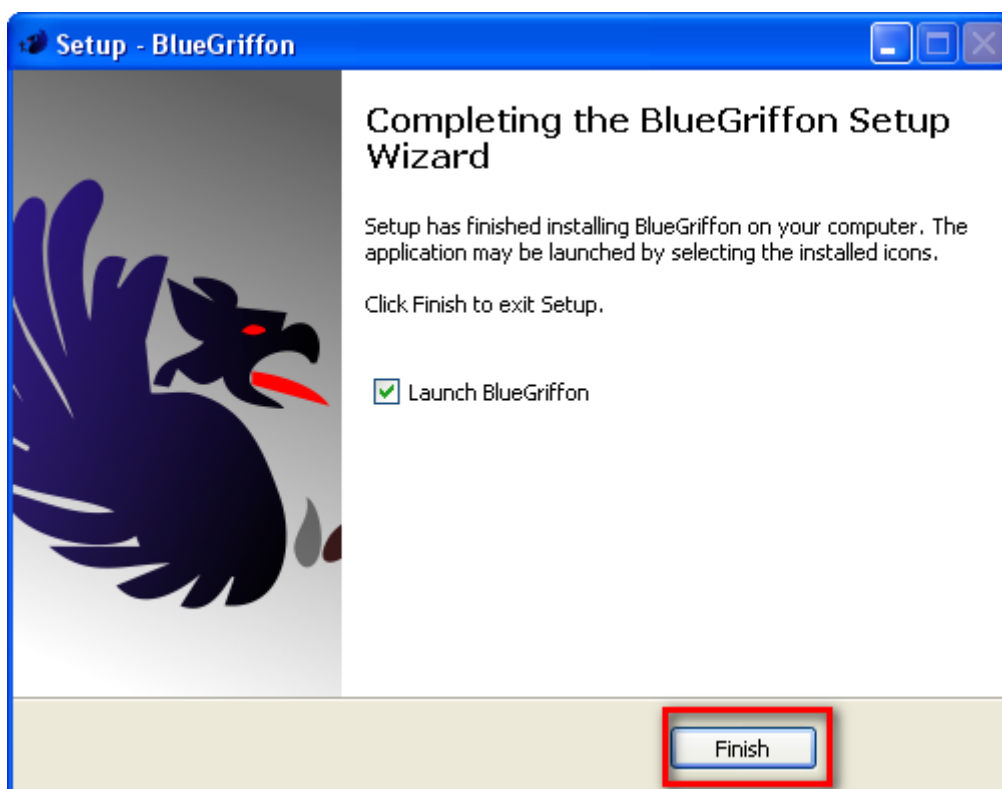 Setup - BlueGriffon
Completing the BlueGriffon Setup
Wizard
Setup has finished installing BlueGriffon on your computer. The
application may be launched by selecting the installed icons.
Click Finish to exit Setup.
Launch BlueGriffon
Finish